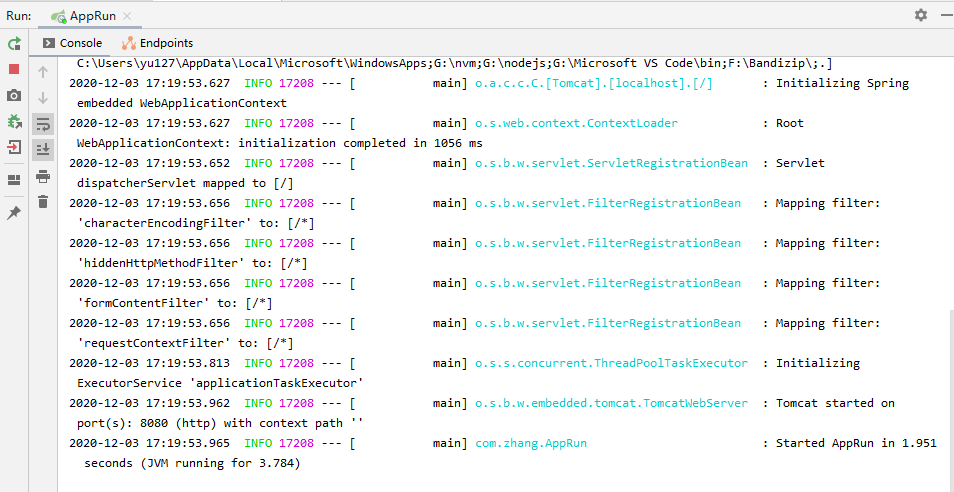 Run: AppRun
Console Endpoints
C:\Users\yu127\AppData\Local\Microsoft\WindowsApps;G:\nvm;G:\nodejs;G:\Microsoft VS Code\bin;F:\Bandizip\;.]
2020-12-03 17:19:53.627 INFO 17208 --- [ main] o.a.c.c.C.[Tomcat].[localhost].[/] : Initializing Spring
embedded WebApplicationContext
2020-12-03 17:19:53.627 INFO 17208 --- [ main] o.s.web.context.ContextLoader : Root
WebApplicationContext: initialization completed in 1056 ms
2020-12-03 17:19:53.652 INFO 17208 --- [ main] o.s.b.w.servlet.ServletRegistrationBean : Servlet
dispatcherServlet mapped to [/]
2020-12-03 17:19:53.656 INFO 17208 --- [ main] o.s.b.w.servlet.FilterRegistrationBean : Mapping filter:
'characterEncodingFilter' to: [/*]
2020-12-03 17:19:53.656 INFO 17208 --- [ main] o.s.b.w.servlet.FilterRegistrationBean : Mapping filter:
'hiddenHttpMethodFilter' to: [/*]
2020-12-03 17:19:53.656 INFO 17208 --- [ main] o.s.b.w.servlet.FilterRegistrationBean : Mapping filter:
'formContentFilter' to: [/*]
2020-12-03 17:19:53.656 INFO 17208 --- [ main] o.s.b.w.servlet.FilterRegistrationBean : Mapping filter:
'requestContextFilter' to: [/*]
2020-12-03 17:19:53.813 INFO 17208 --- [ main] o.s.s.concurrent.ThreadPoolTaskExecutor : Initializing
ExecutorService 'applicationTaskExecutor'
2020-12-03 17:19:53.962 INFO 17208 --- [ main] o.s.b.w.embedded.tomcat.TomcatWebServer : Tomcat started on
port(s): 8080 (http) with context path ''
2020-12-03 17:19:53.965 INFO 17208 --- [ main] com.zhang.AppRun : Started AppRun in 1.951
seconds (JVM running for 3.784)